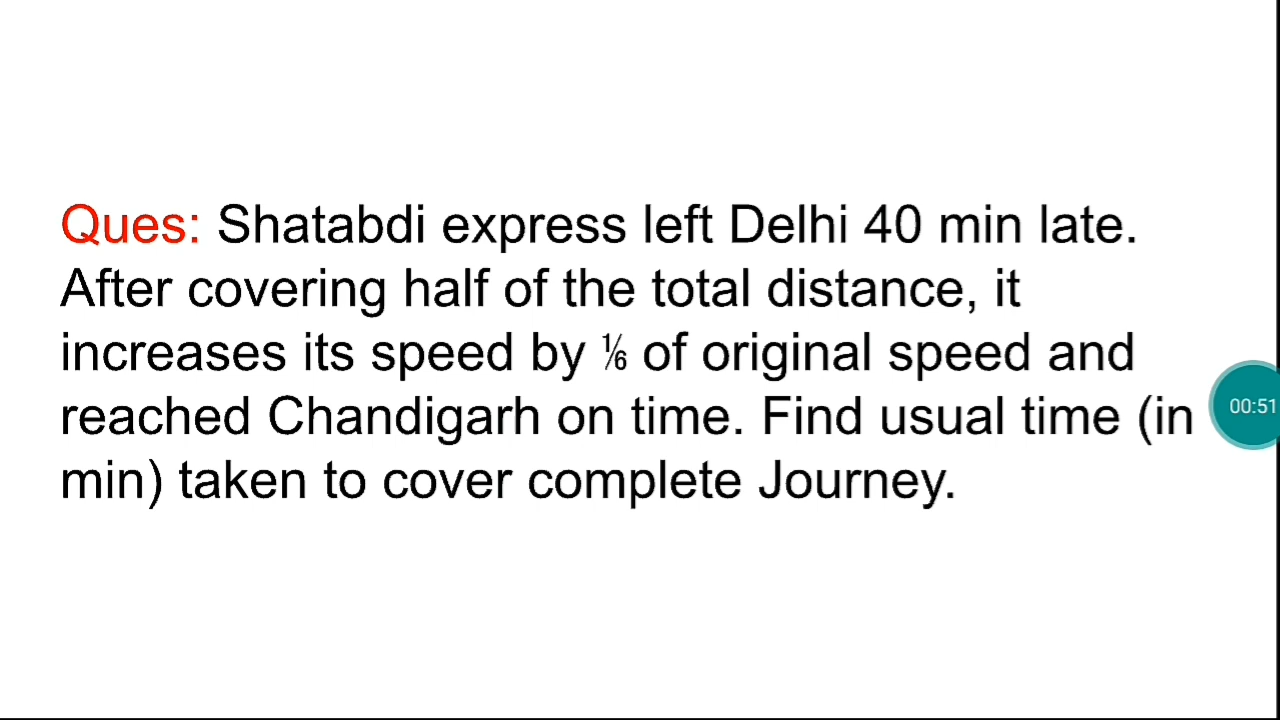 Ques: Shatabdi express left Delhi 40 min late.
After covering half of the total distance, it
increases its speed by ⅙ of original speed and
reached Chandigarh on time. Find usual time (in
min) taken to cover complete Journey.
00:51